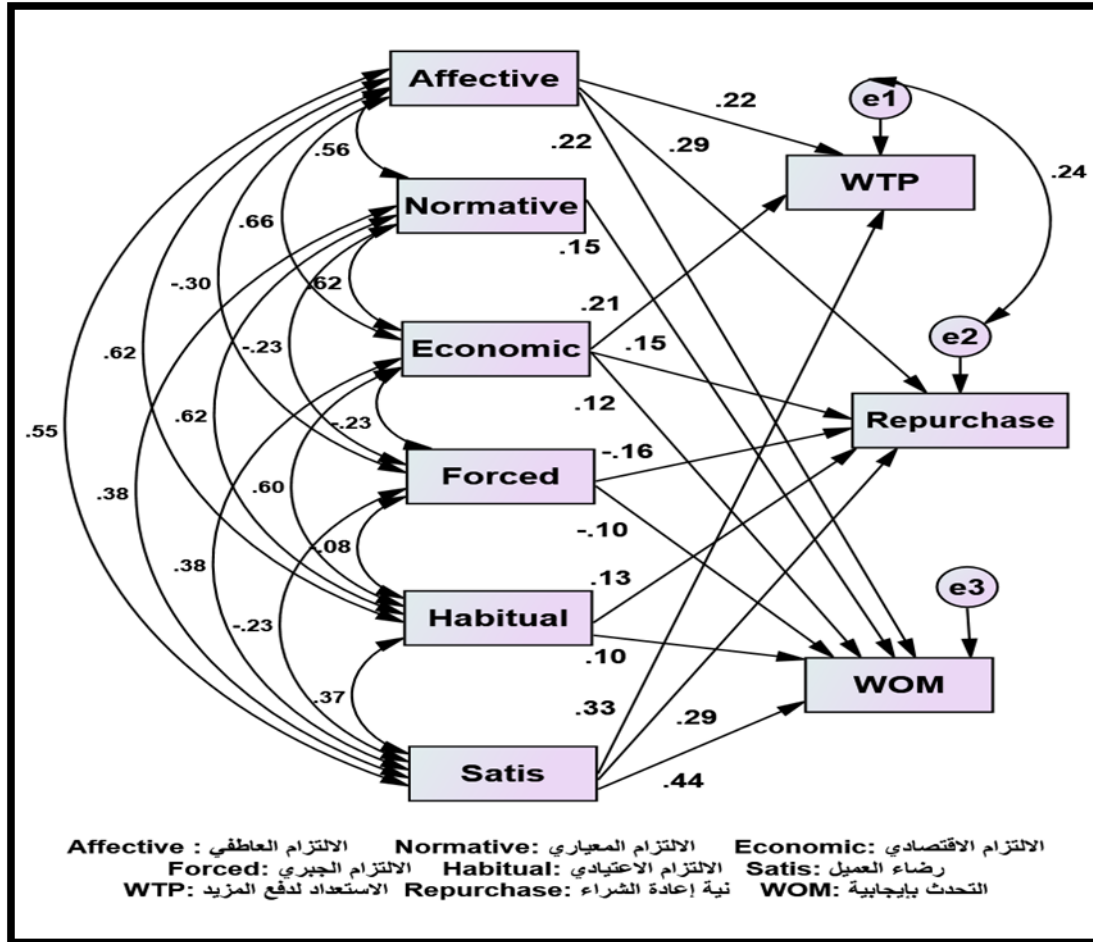 Affective
.22
e1
.56
.22
.29
WTP
.24
Normative
.66
.15
-.30
.62
.21
e2
Economic
.15
.62
-.23
.12
Repurchase
.55
.62
-.23
-.16
Forced
.38
.60
-.10
-.08
.38
.13
e3
Habitual
-.23
.10
WOM
.37
.33
.29
Satis
.44
Affective : الالتزام العاطفي Normative: الالتزام المعياري Economic: الالتزام الاقتصادي
Forced: الالتزام الجبري Habitual: الالتزام الاعتيادي Satis: رضاء العميل
WTP: الاستعداد لدفع المزيد Repurchase: نية إعادة الشراء WOM: التحدث بإيجابية